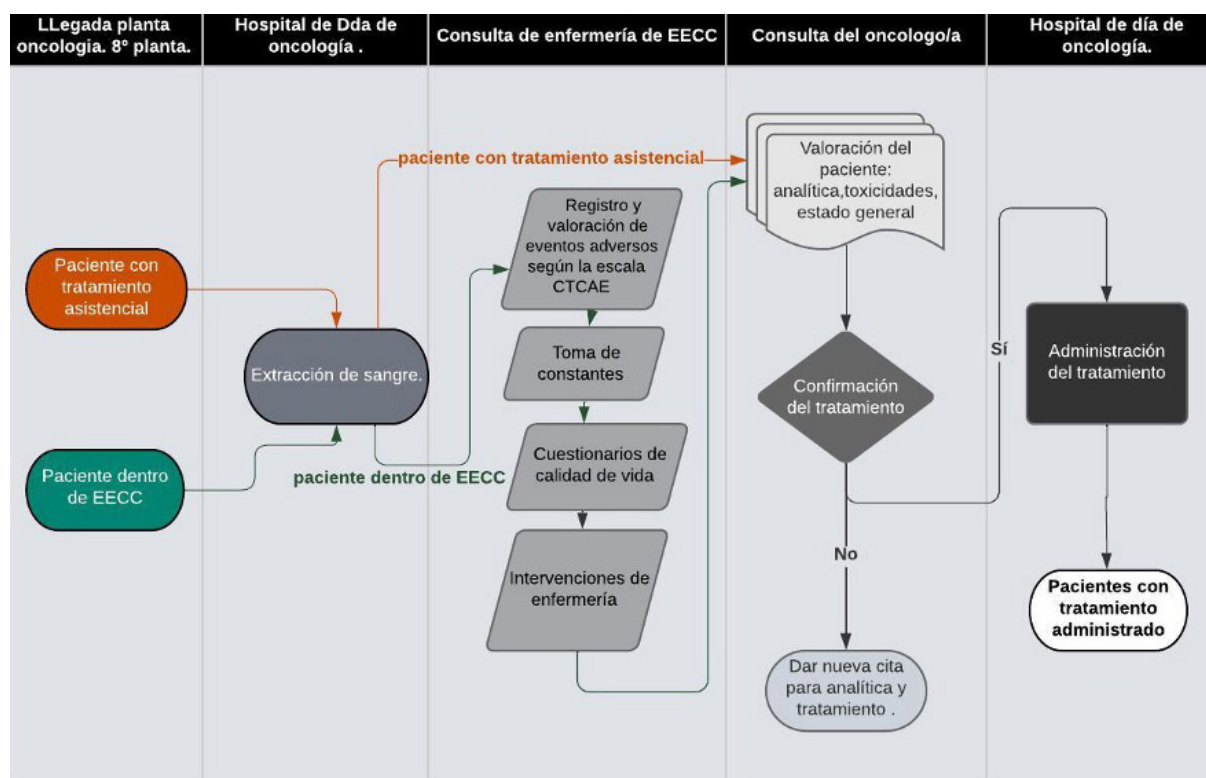 LLegada planta
oncologia. 8º planta.
Hospital de Dda de
oncología .
Consulta de enfermería de EECC
Consulta del oncologo/a
Hospital de día de
oncología.
paciente con tratamiento asistencial
Valoración del
paciente:
analítica,toxicidades,
estado general
Registro y
valoración de
eventos adversos
según la escala
CTCAE
Paciente con
tratamiento
asistencial
Extracción de sangre.
Toma de
constantes
Confirmación
del tratamiento
Sí
Administración
del tratamiento
Paciente dentro
de EECC
paciente dentro de EECC
Cuestionarios de
calidad de vida
No
Intervenciones de
enfermería
Pacientes con
tratamiento
administrado
Dar nueva cita
para analítica y
tratamiento .